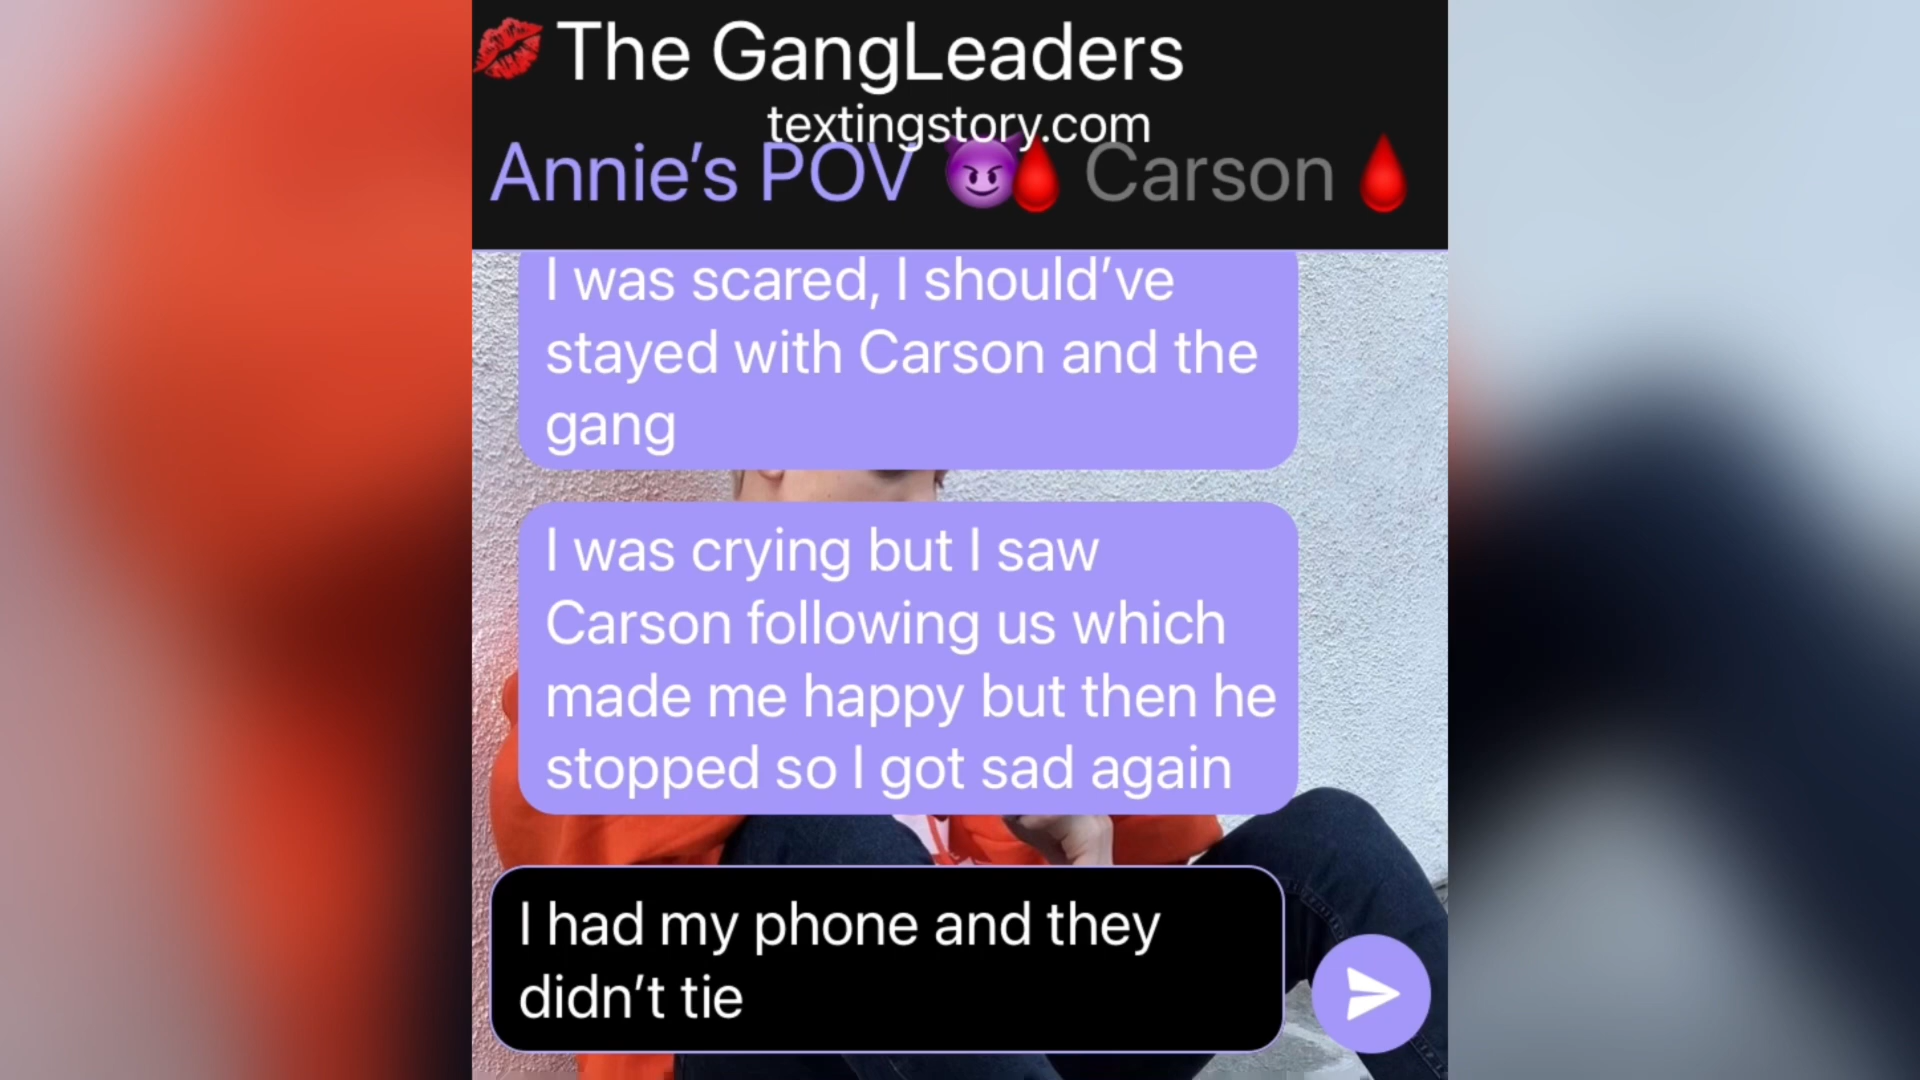 💋The GangLeaders
textingstory.com
Annie’s POV 😈🩸 Carson 🩸
I was scared, I should’ve
stayed with Carson and the
gang
I was crying but I saw
Carson following us which
made me happy but then he
stopped so I got sad again
I had my phone and they
didn’t tie